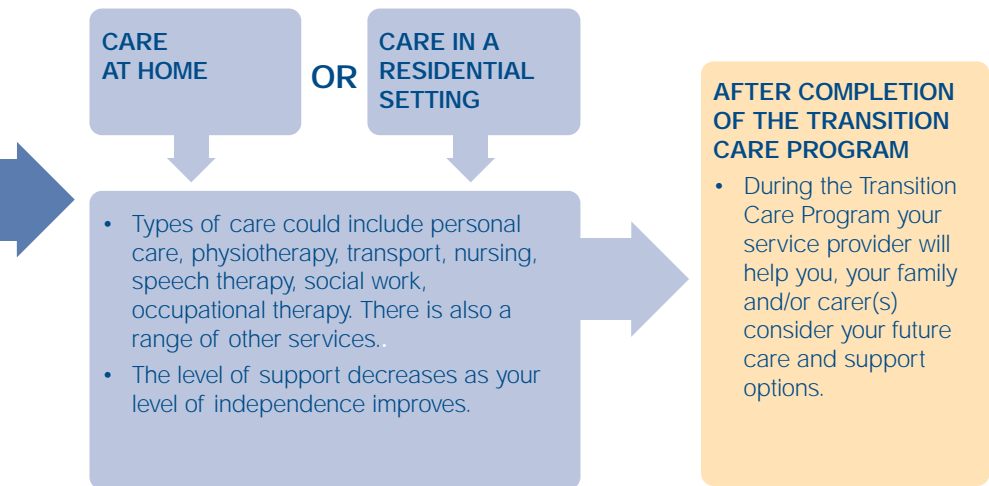 CARE
AT HOME
OR
CARE IN A
RESIDENTIAL
SETTING
• Types of care could include personal
care, physiotherapy, transport, nursing,
speech therapy, social work,
occupational therapy. There is also a
range of other services..
• The level of support decreases as your
level of independence improves.
AFTER COMPLETION
OF THE TRANSITION
CARE PROGRAM
• During the Transition
Care Program your
service provider will
help you, your family
and/or carer(s)
consider your future
care and support
options.